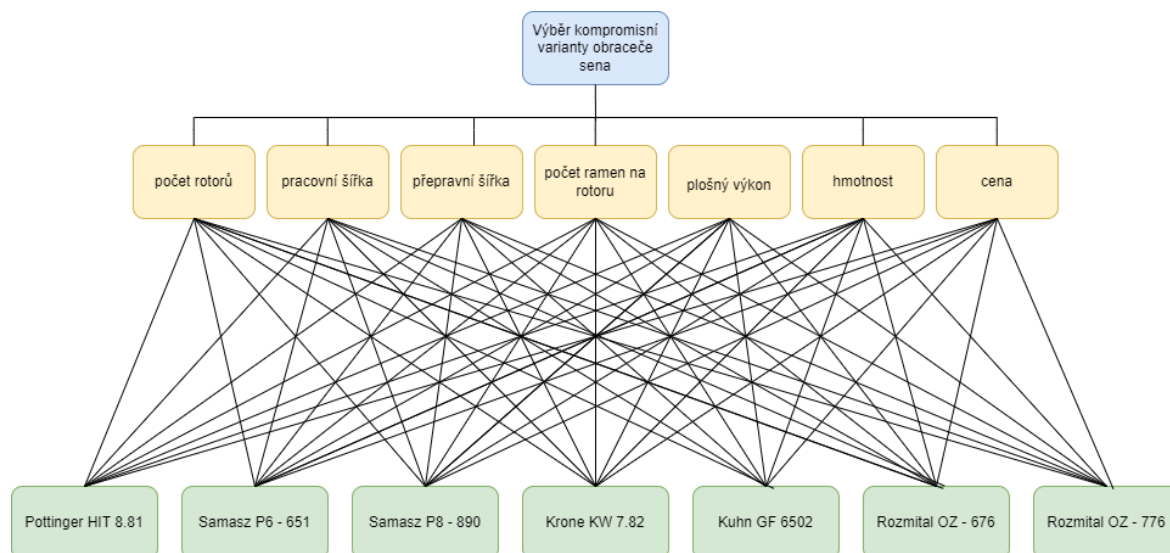 Výběr kompromisní
varianty obraceče
sena
počet rotorů
pracovní šířka
přepravní šířka
počet ramen na
rotoru
plošný výkon
hmotnost
cena
Pottinger HIT 8.81
Samasz P6 - 651
Samasz P8 - 890
Krone KW 7.82
Kuhn GF 6502
Rozmital OZ - 676
Rozmital OZ - 776